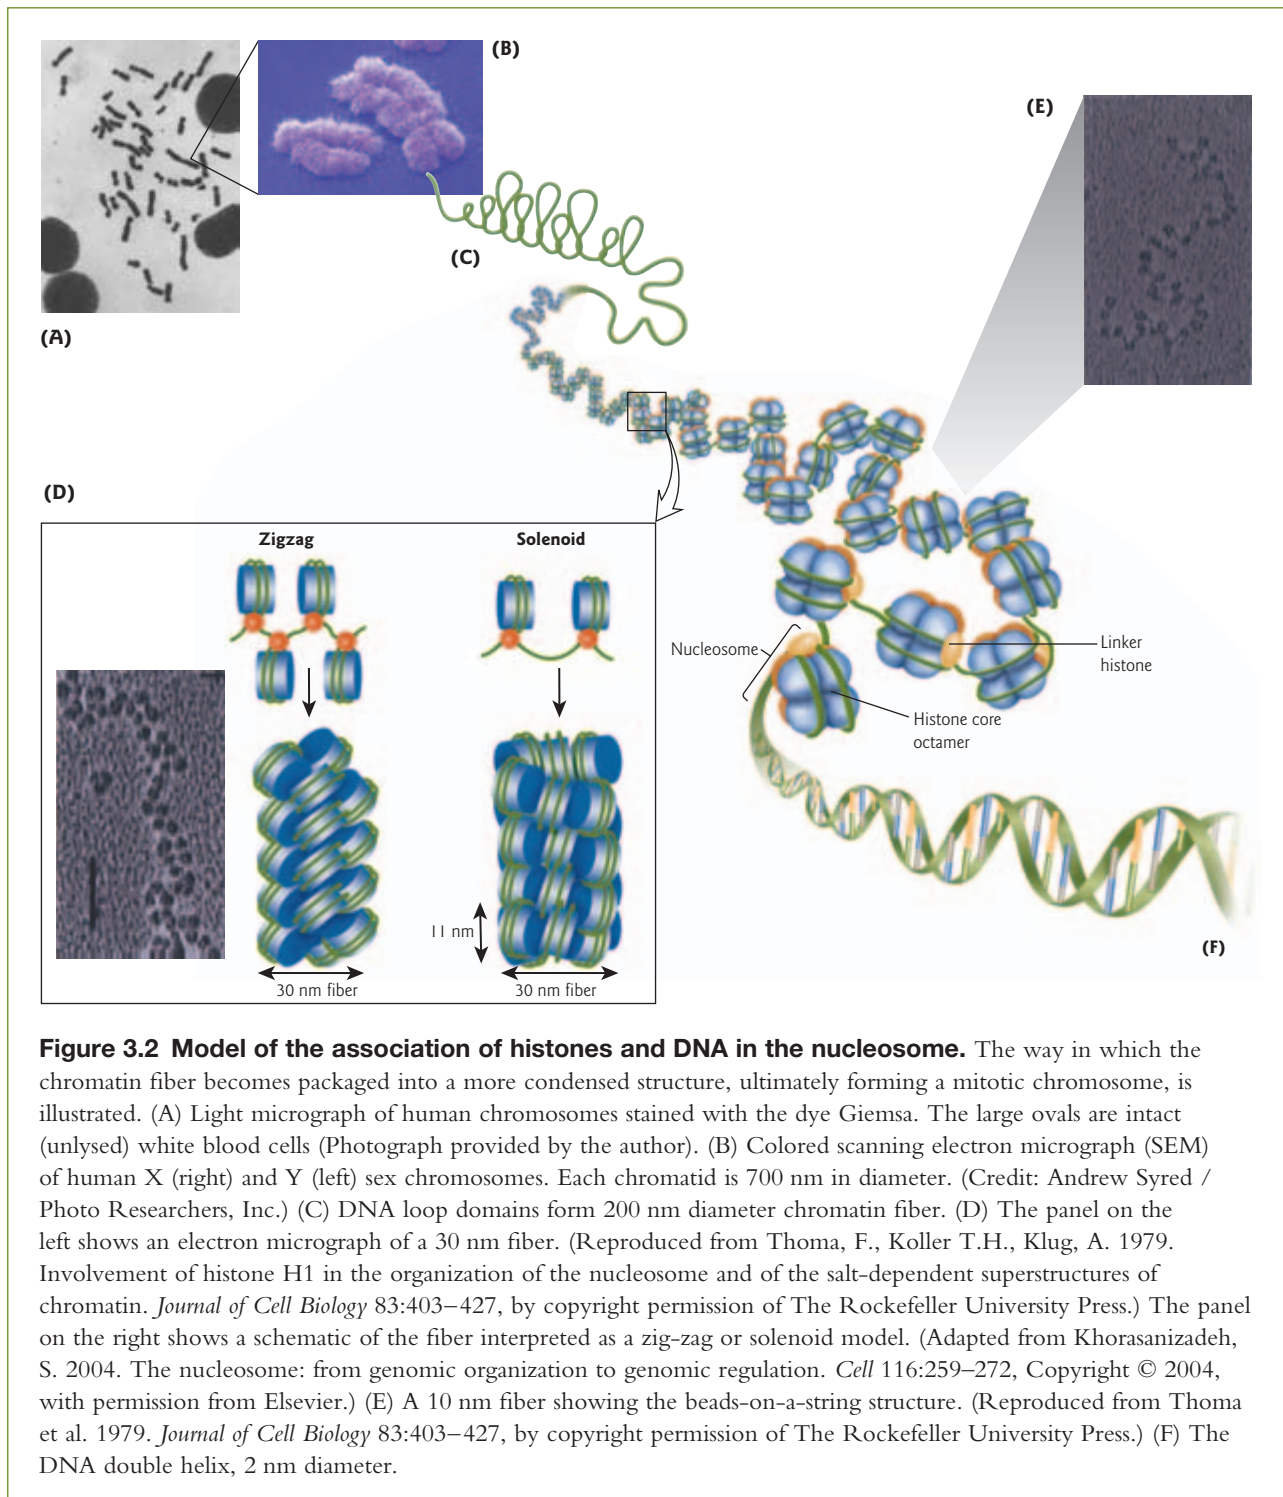 (A)
(B)
(C)
(E)
(D)
Zigzag
Solenoid
Nucleosome
Linker
histone
Histone core
octamer
11 nm
30 nm fiber
30 nm fiber
(F)
Figure 3.2 Model of the association of histones and DNA in the nucleosome. The way in which the
chromatin fiber becomes packaged into a more condensed structure, ultimately forming a mitotic chromosome, is
illustrated. (A) Light micrograph of human chromosomes stained with the dye Giemsa. The large ovals are intact
(unlysed) white blood cells (Photograph provided by the author). (B) Colored scanning electron micrograph (SEM)
of human X (right) and Y (left) sex chromosomes. Each chromatid is 700 nm in diameter. (Credit: Andrew Syred /
Photo Researchers, Inc.) (C) DNA loop domains form 200 nm diameter chromatin fiber. (D) The panel on the
left shows an electron micrograph of a 30 nm fiber. (Reproduced from Thoma, F., Koller T.H., Klug, A. 1979.
Involvement of histone H1 in the organization of the nucleosome and of the salt-dependent superstructures of
chromatin. Journal of Cell Biology 83:403–427, by copyright permission of The Rockefeller University Press.) The panel
on the right shows a schematic of the fiber interpreted as a zig-zag or solenoid model. (Adapted from Khorasanizadeh,
S. 2004. The nucleosome: from genomic organization to genomic regulation. Cell 116:259–272, Copyright © 2004,
with permission from Elsevier.) (E) A 10 nm fiber showing the beads-on-a-string structure. (Reproduced from Thoma
et al. 1979. Journal of Cell Biology 83:403–427, by copyright permission of The Rockefeller University Press.) (F) The
DNA double helix, 2 nm diameter.